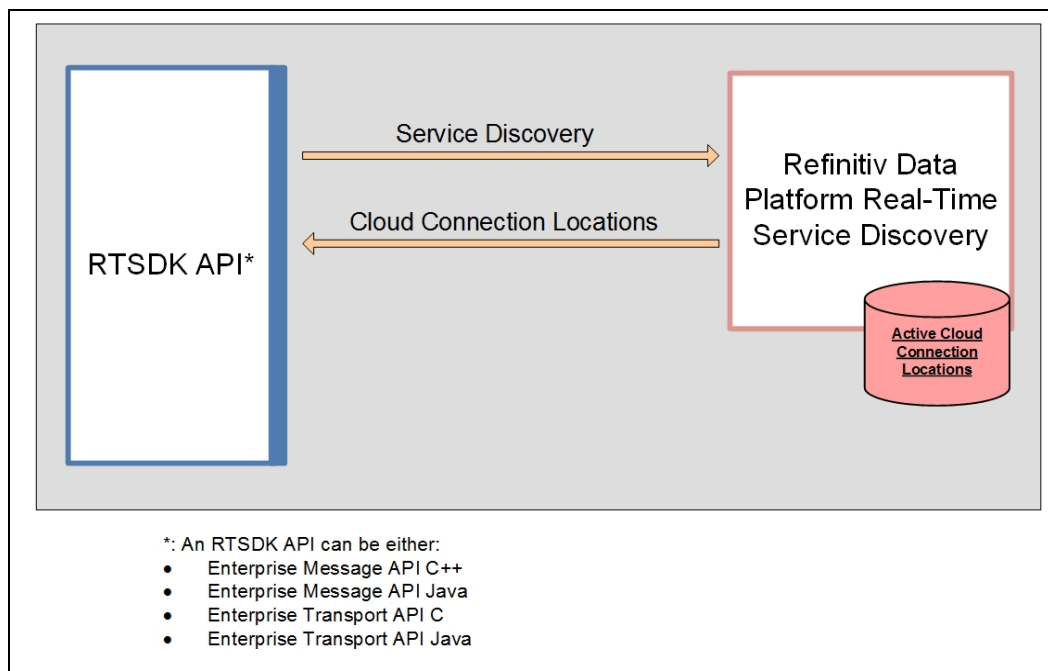 Service Discovery
Cloud Connection Locations
RTSDK API*
Refinitiv Data
Platform Real-Time
Service Discovery
Active Cloud
Connection
Locations
*: An RTSDK API can be either:
• Enterprise Message API C++
• Enterprise Message API Java
• Enterprise Transport API C
• Enterprise Transport API Java